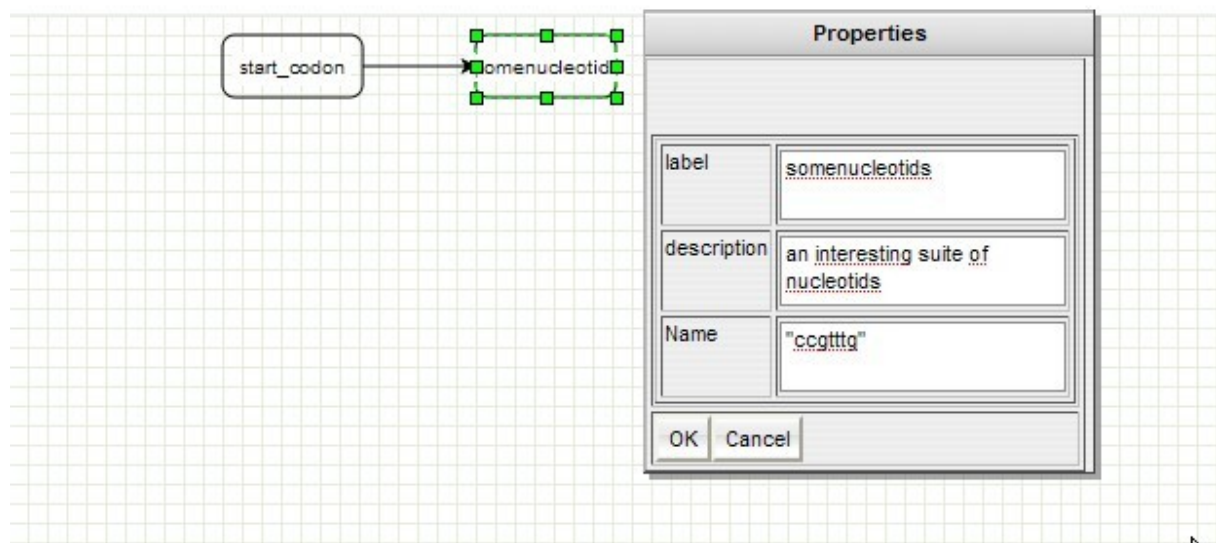 Properties
start_codon
omenucleotid
label
somenucleotids
description
an interesting suite of
nucleotids
Name
"ccgtttg"
OK
Cancel